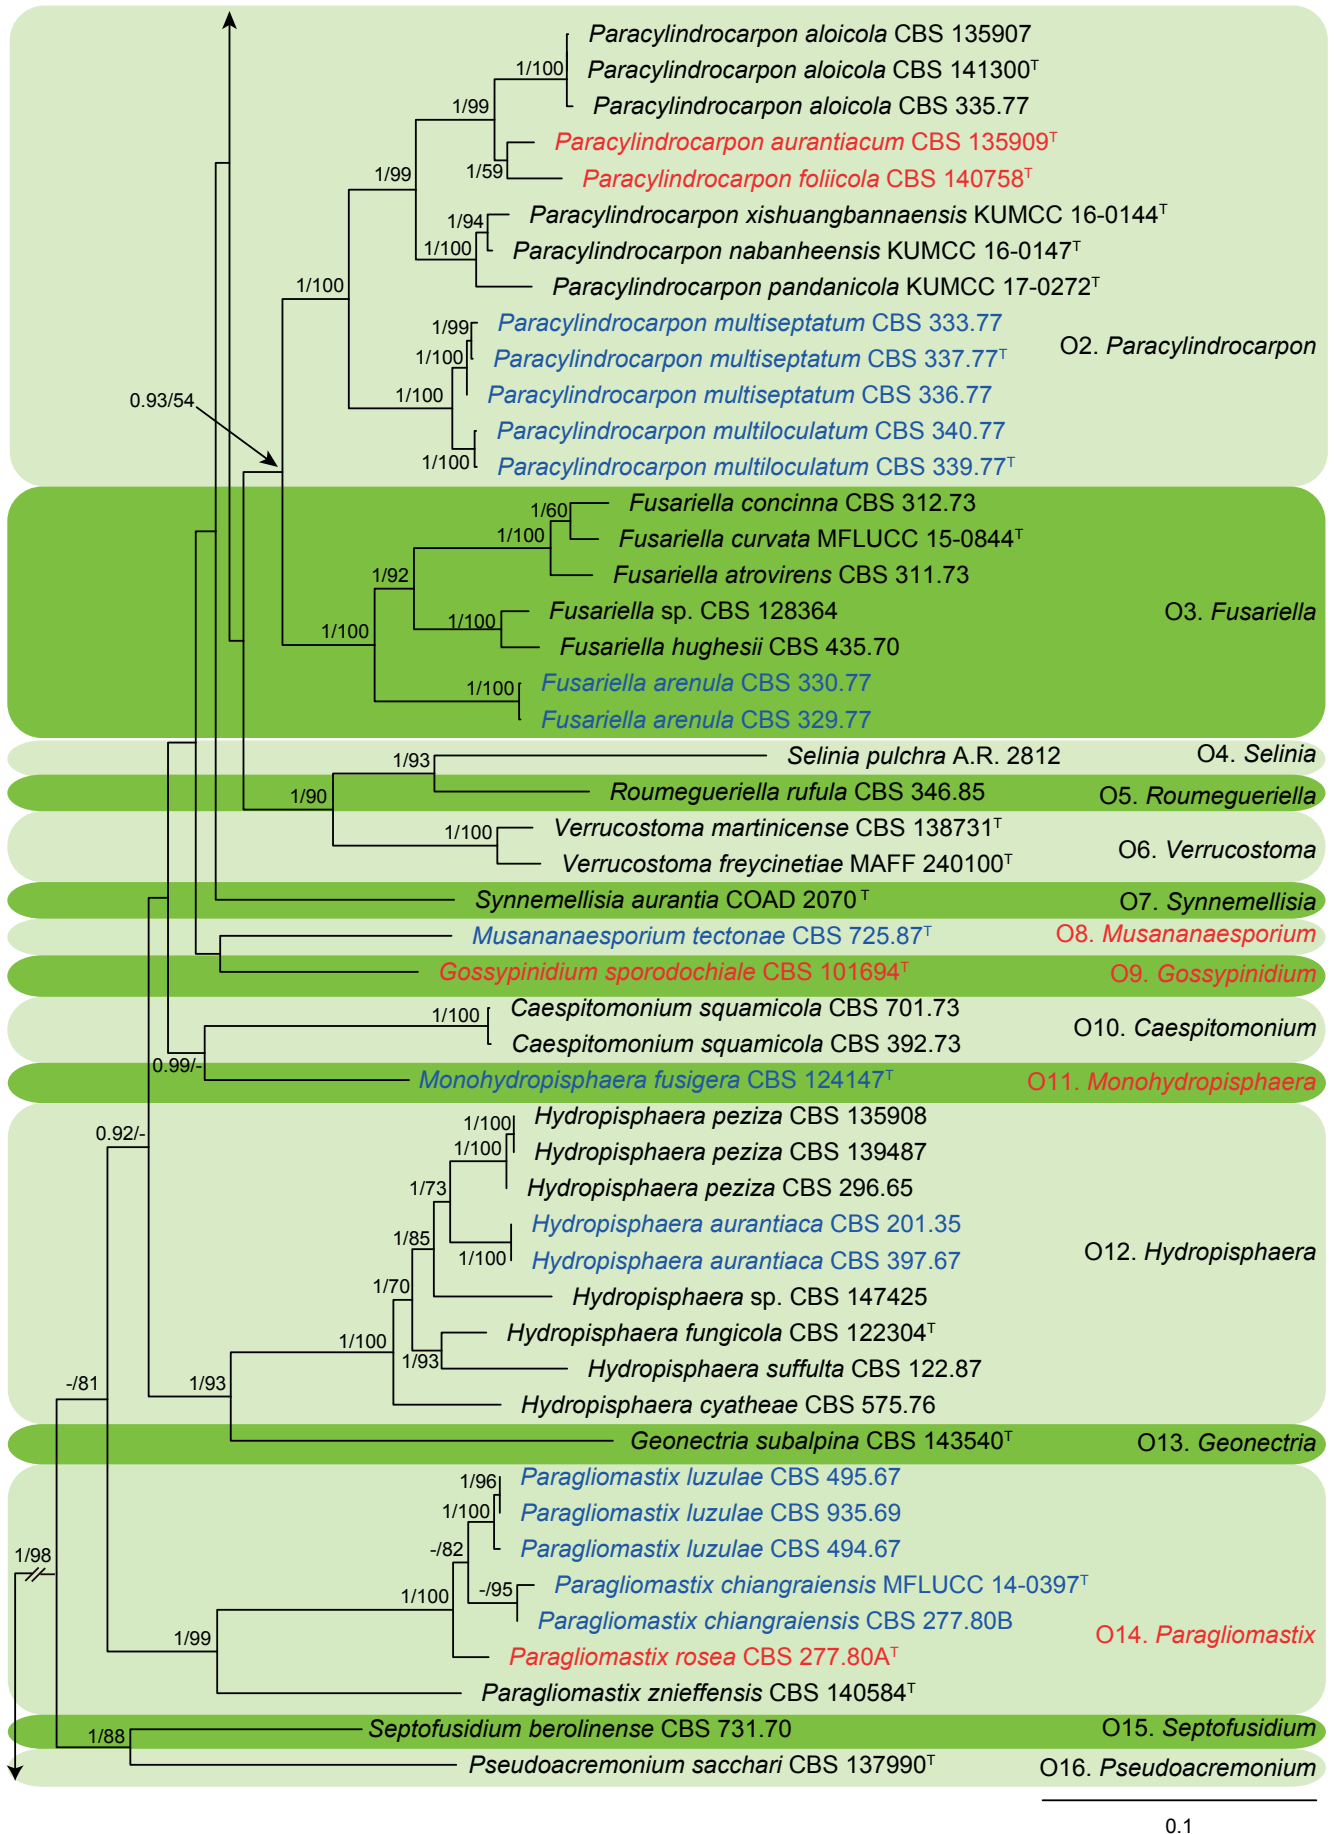 Paracylindrocarpon aloicola CBS 135907
1/100
Paracylindrocarpon aloicola CBS 141300T
1/99
Paracylindrocarpon aloicola CBS 335.77
Paracylindrocarpon aurantiacum CBS 135909T
1/59
Paracylindrocarpon foliicola CBS 140758T
1/99
Paracylindrocarpon xishuangbannaensis KUMCC 16-0144T
1/94
Paracylindrocarpon nabanheensis KUMCC 16-0147T
1/100
Paracylindrocarpon pandanicola KUMCC 17-0272T
1/100
Paracylindrocarpon multiseptatum CBS 333.77
1/99
O2. Paracylindrocarpon
Paracylindrocarpon multiseptatum CBS 337.77T
1/100
Paracylindrocarpon multiseptatum CBS 336.77
1/100
0.93/54
Paracylindrocarpon multiloculatum CBS 340.77
1/100
Paracylindrocarpon multiloculatum CBS 339.77T
Fusariella concinna CBS 312.73
1/60
Fusariella curvata MFLUCC 15-0844T
1/100
Fusariella atrovirens CBS 311.73
1/92
Fusariella sp. CBS 128364
O3. Fusariella
1/100
1/100
Fusariella hughesii CBS 435.70
Fusariella arenula CBS 330.77
1/100
Fusariella arenula CBS 329.77
Selinia pulchra A.R. 2812
O4. Selinia
1/93
Roumegueriella rufula CBS 346.85
O5. Roumegueriella
1/90
Verrucostoma martinicense CBS 138731T
1/100
O6. Verrucostoma
Verrucostoma freycinetiae MAFF 240100T
Synnemellisia aurantia COAD 2070T
O7. Synnemellisia
Musananaesporium tectonae CBS 725.87T
O8. Musananaesporium
Gossypinidium sporodochiale CBS 101694T
O9. Gossypinidium
Caespitomonium squamicola CBS 701.73
1/100
O10. Caespitomonium
Caespitomonium squamicola CBS 392.73
0.99/-
Monohydropisphaera fusigera CBS 124147T
O11. Monohydropisphaera
Hydropisphaera peziza CBS 135908
1/100
0.92/-
1/100
Hydropisphaera peziza CBS 139487
1/73
Hydropisphaera peziza CBS 296.65
Hydropisphaera aurantiaca CBS 201.35
1/85
1/100
Hydropisphaera aurantiaca CBS 397.67
O12. Hydropisphaera
1/70
Hydropisphaera sp. CBS 147425
1/100
Hydropisphaera fungicola CBS 122304T
1/93
Hydropisphaera suffulta CBS 122.87
-/81
1/93
Hydropisphaera cyatheae CBS 575.76
Geonectria subalpina CBS 143540T
O13. Geonectria
Paragliomastix luzulae CBS 495.67
1/96
1/100
Paragliomastix luzulae CBS 935.69
-/82
Paragliomastix luzulae CBS 494.67
1/98
Paragliomastix chiangraiensis MFLUCC 14-0397T
-/95
1/100
Paragliomastix chiangraiensis CBS 277.80B
O14. Paragliomastix
1/99
Paragliomastix rosea CBS 277.80AT
Paragliomastix znieffensis CBS 140584T
Septofusidium berolinense CBS 731.70
O15. Septofusidium
1/88
Pseudoacremonium sacchari CBS 137990T
O16. Pseudoacremonium
0.1